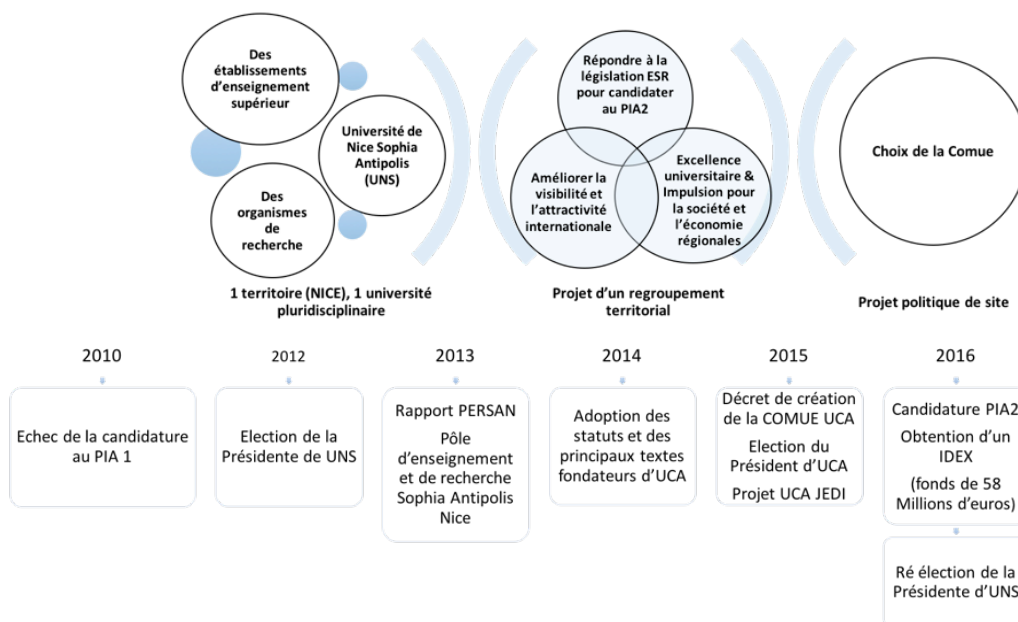 Des
établissements
d'enseignement
supérieur
Université de
Nice Sophia
Antipolis
(UNS)
Des
organismes
de
recherche
1 territoire (NICE), 1 université
pluridisciplinaire
Répondre à la
législation ESR
pour candidater
au PIA2
Améliorer la
visibilité et
l'attractivité
internationale
Excellence
universitaire &
Impulsion pour
la société et
l'économie
régionales
Projet d'un regroupement
territorial
Choix de la Comue
Projet politique de site
2010
Echec de la candidature
au PIA 1
2012
Election de la
Présidente de UNS
2013
Rapport PERSAN
Pôle
d'enseignement
et de recherche
Sophia Antipolis
Nice
2014
Adoption des
statuts et des
principaux textes
fondateurs d'UCA
2015
Décret de création
de la COMUE UCA
Election du
Président d'UCA
Projet UCA JEDI
2016
Candidature PIA2
Obtention d'un
IDEX
(fonds de 58
Millions d'euros)
Ré élection de la
Présidente d'UNS